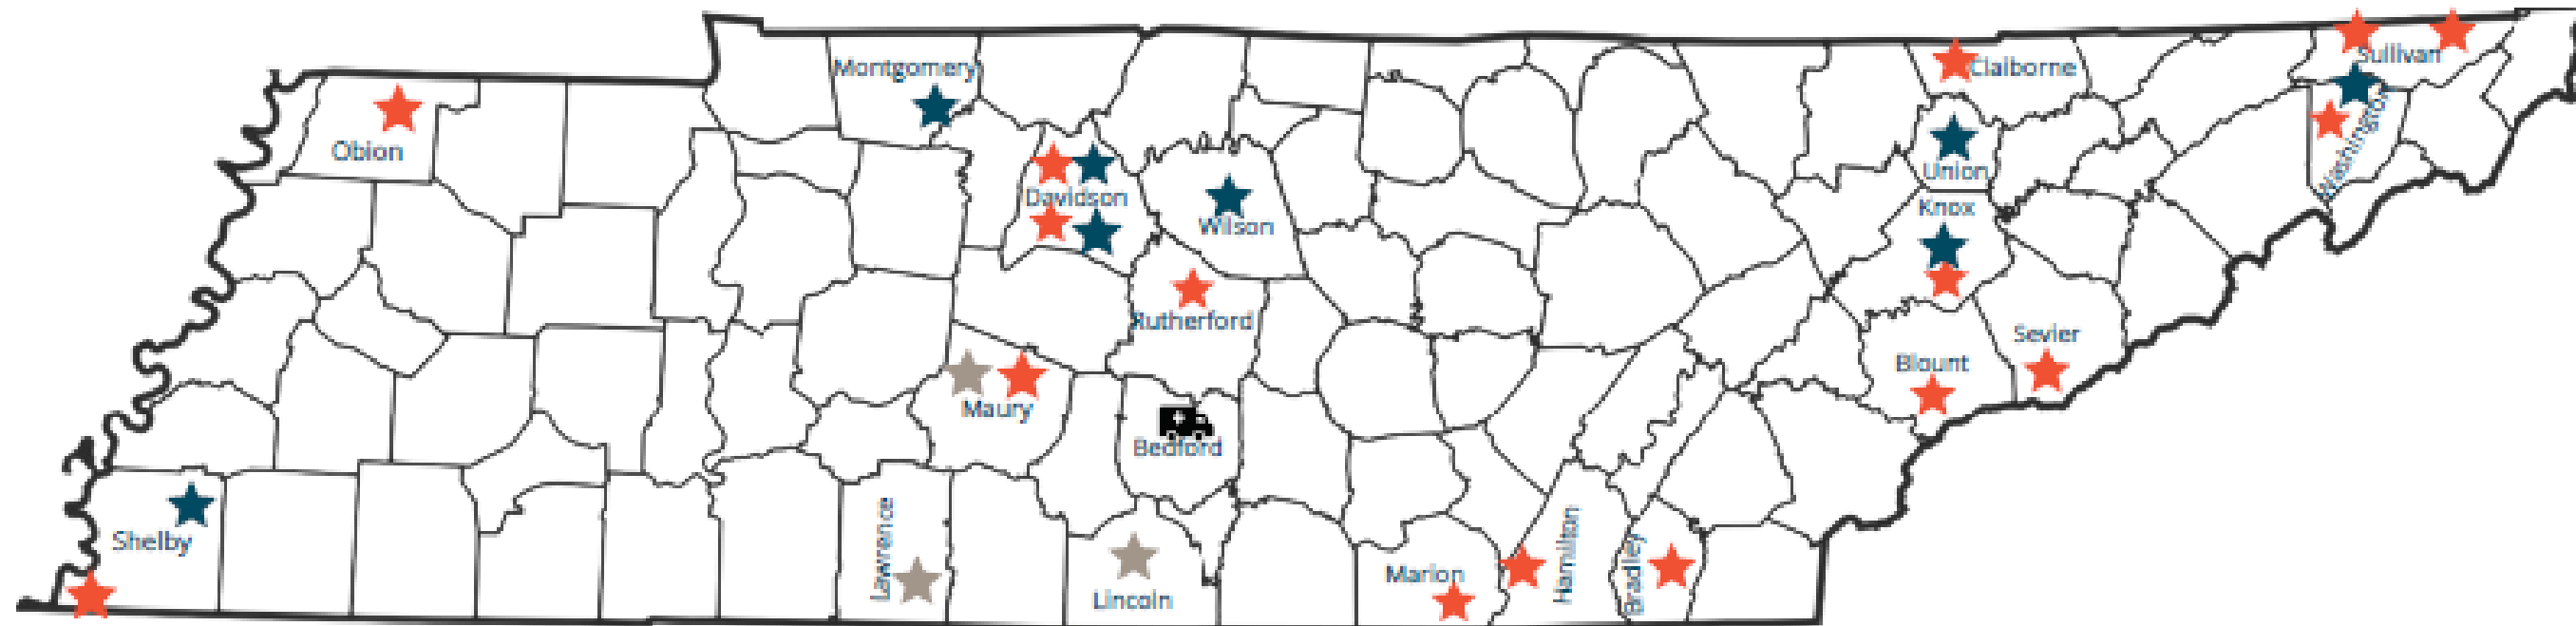 Montgomery
Sullivan
Claiborne
Obion
Washington
Davidson
Union
Wilson
Knox
Rutherford
Sevier
Blount
Maury
Bedford
Lawrence
Shelby
Hamilton
Marion
Bradley
Lincoln